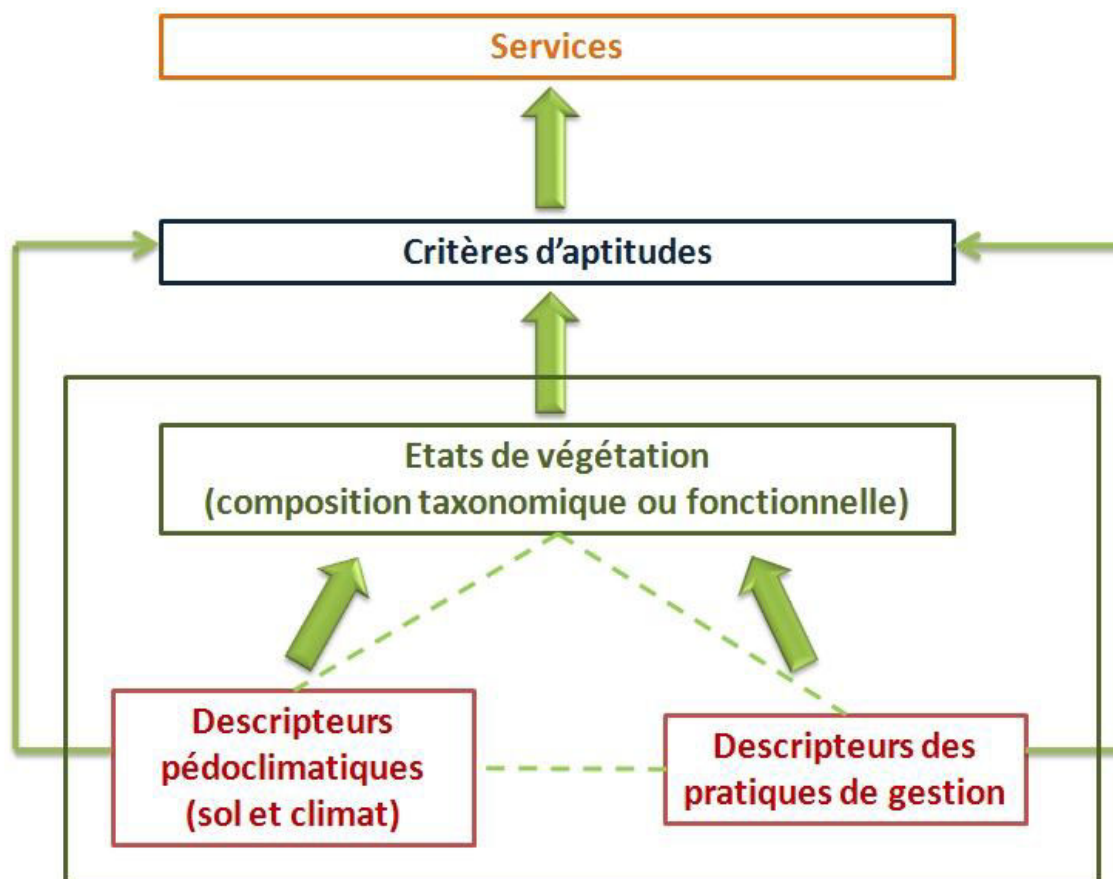 Services
Critères d'aptitudes
Etats de végétation
(composition taxonomique ou fonctionnelle)
Descripteurs
pédoclimatiques
(sol et climat)
Descripteurs des
pratiques de gestion